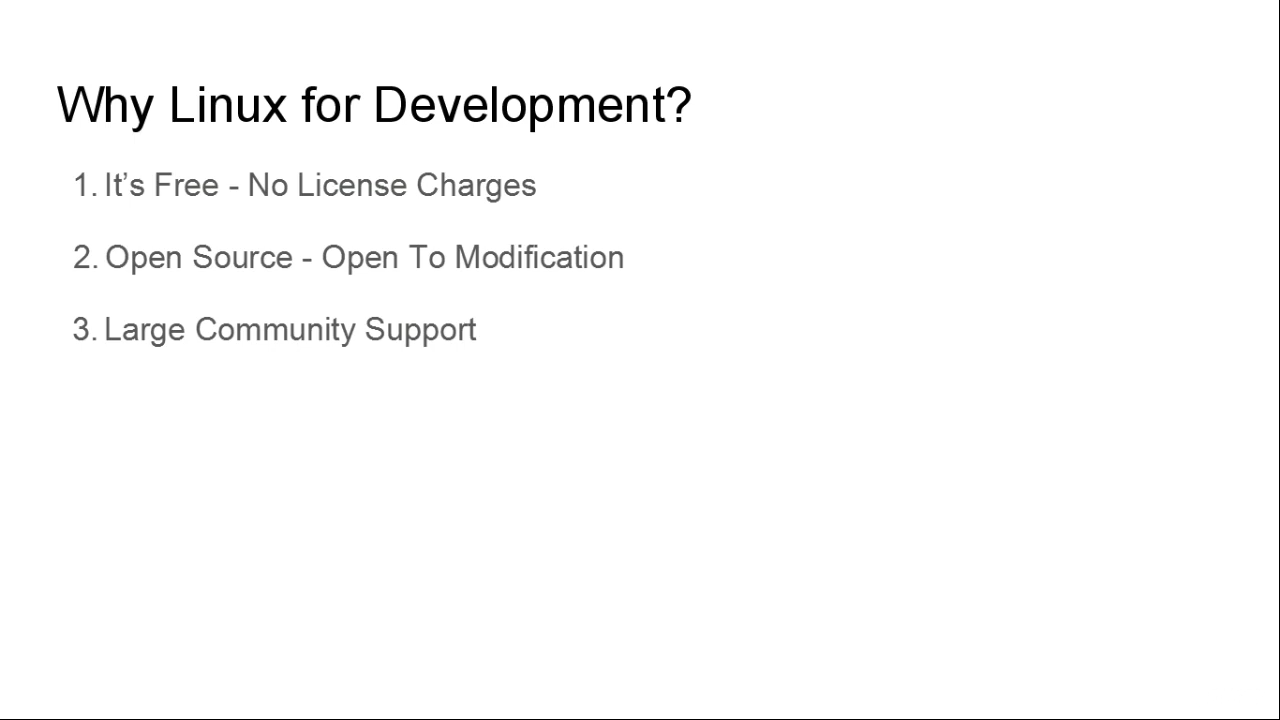 Why Linux for Development?
1. It’s Free - No License Charges
2. Open Source - Open To Modification
3. Large Community Support